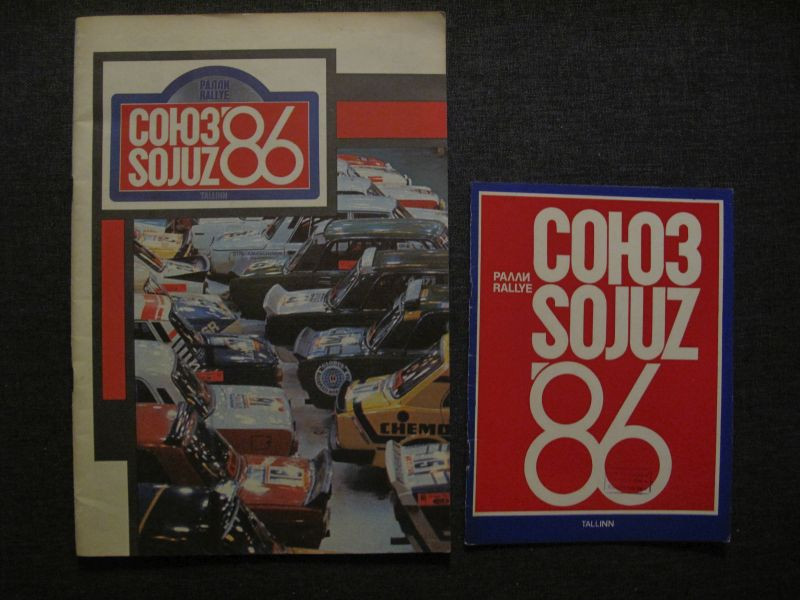 РАЛЛИ
RALLYE
СОЮЗ'86
SOJUZ
TALLINN
CHEMO
РАЛЛИ
RALLYE
СОЮЗ
SOJUZ
'86
TALLINN